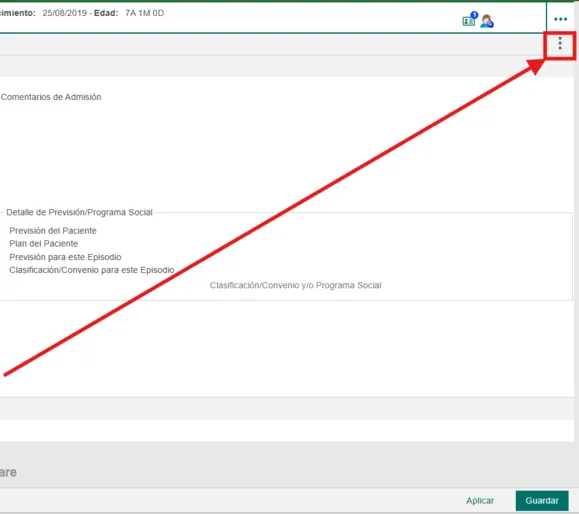 cimiento: 25/08/2019 - Edad: 7A 1M 0D
1
Comentarios de Admisión
Detalle de Previsión/Programa Social
Previsión del Paciente
Plan del Paciente
Previsión para este Episodio
Clasificación/Convenio para este Episodio
Clasificación/Convenio y/o Programa Social
are
Aplicar
Guardar